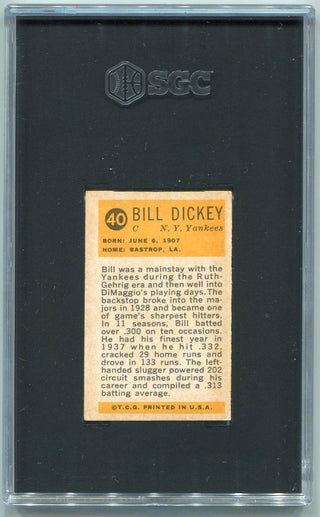 SGC
40 BILL DICKEY
C N. Y. Yankees
BORN: JUNE 6, 1907
HOME: BASTROP, LA.
Bill was a mainstay with the
Yankees during the Ruth-
Gehrig era and then well into
DiMaggio's playing days. The
backstop broke into the ma-
jors in 1928 and became one
of game's sharpest hitters.
In 11 seasons, Bill batted
over .300 on ten occasions.
He had his finest year in
1937 when he hit .332,
cracked 29 home runs and
drove in 133 runs. The left-
handed slugger powered 202
circuit smashes during his
career and compiled a .313
batting average.
©T.C.G. PRINTED IN U.S.A.